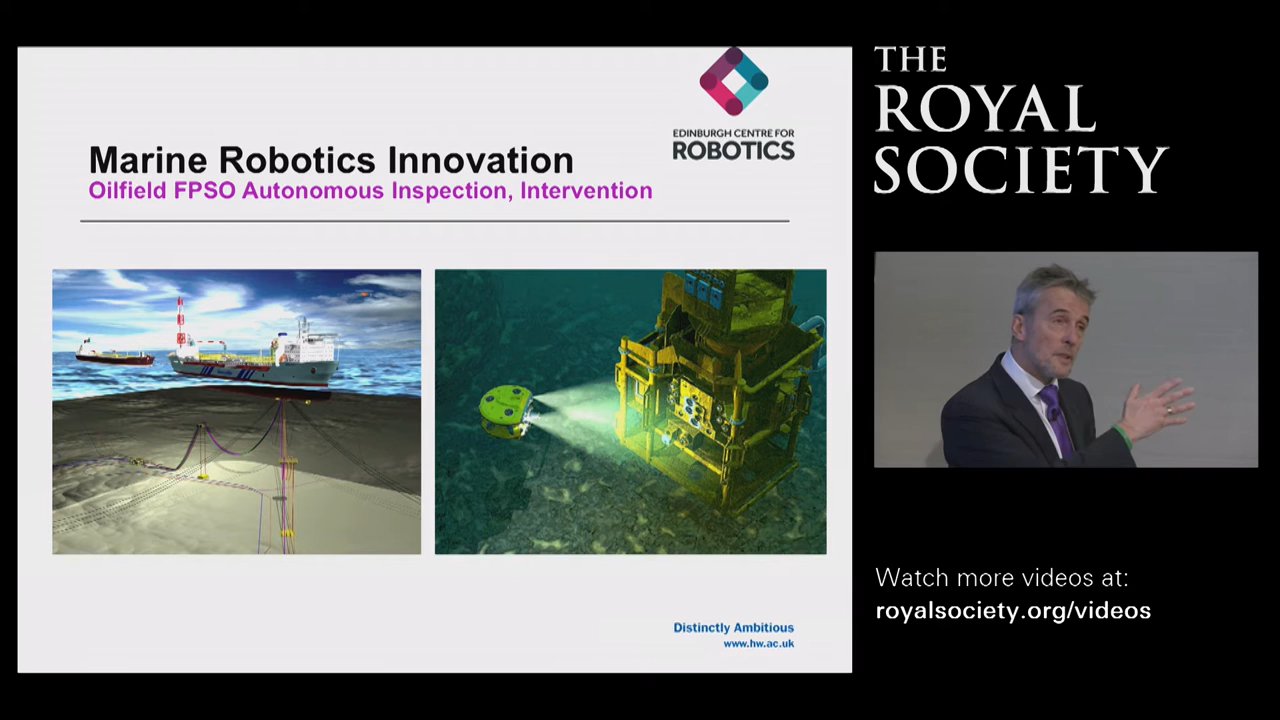 EDINBURGH CENTRE FOR
ROBOTICS
Marine Robotics Innovation
Oilfield FPSO Autonomous Inspection, Intervention
Distinctly Ambitious
www.hw.ac.uk
THE
ROYAL
SOCIETY
Watch more videos at:
royalsociety.org/videos